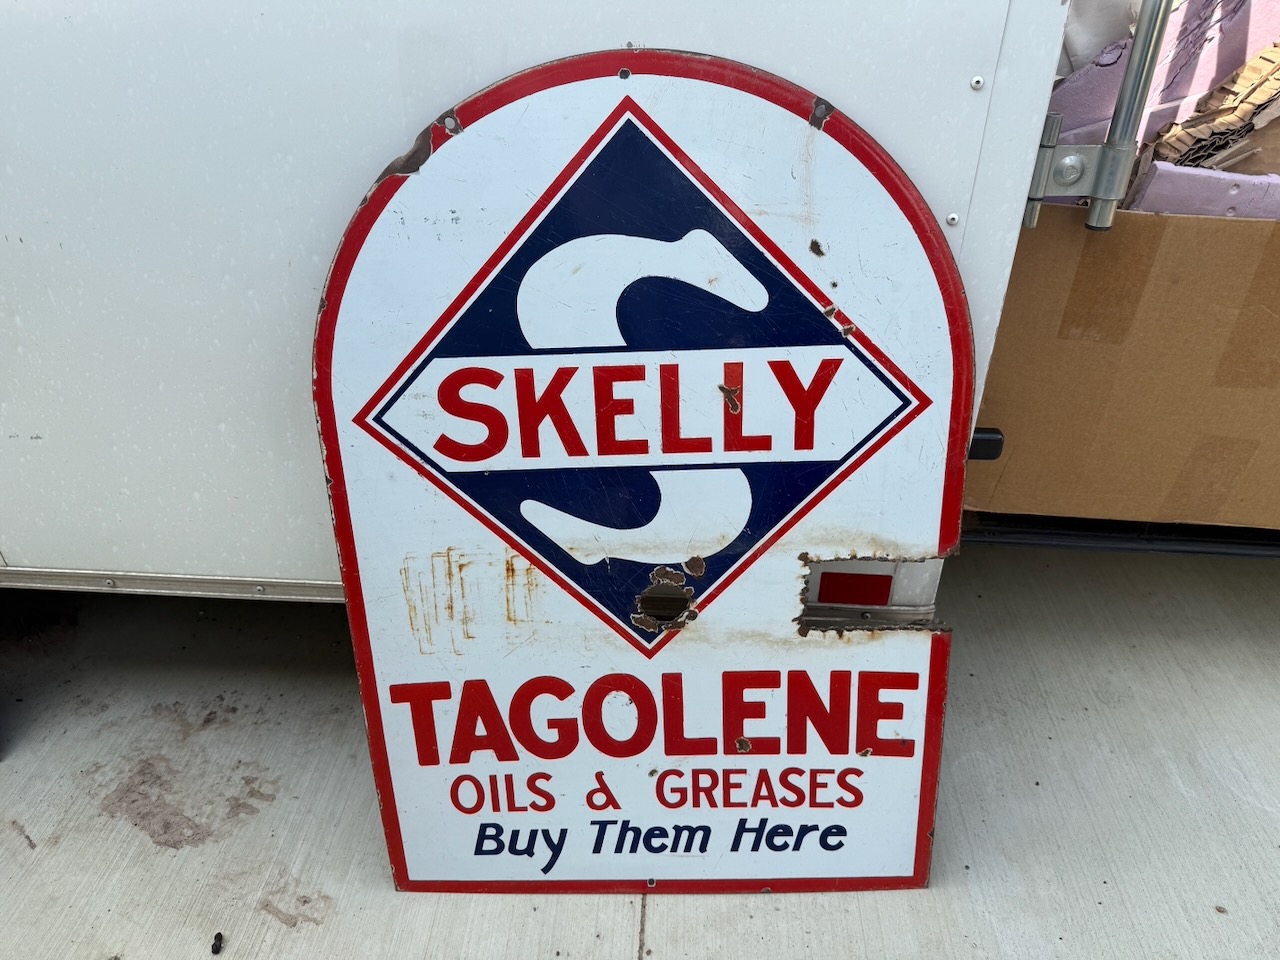 S
SKELLY
TAGOLENE
OILS & GREASES
Buy Them Here